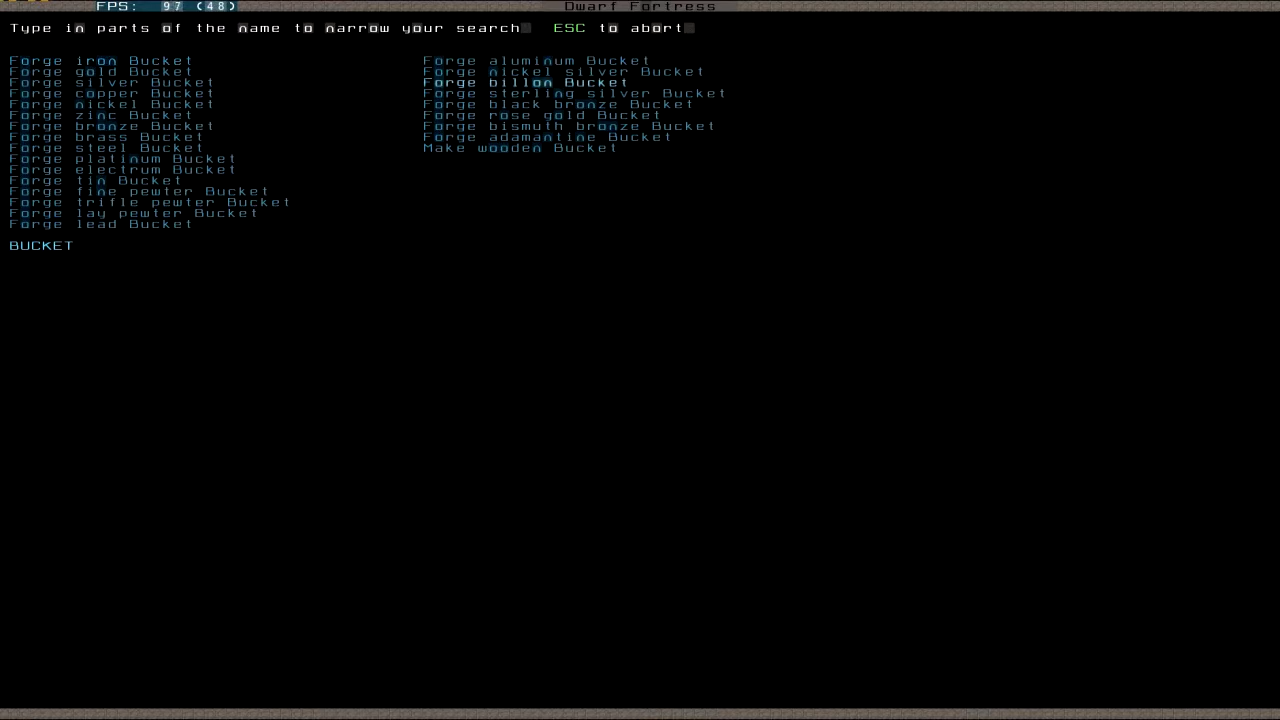 FPS: 97 (48)
Dwarf Fortress
Type in parts of the name to narrow your search. ESC to abort.
Forge iron Bucket
Forge gold Bucket
Forge silver Bucket
Forge copper Bucket
Forge nickel Bucket
Forge zinc Bucket
Forge bronze Bucket
Forge brass Bucket
Forge steel Bucket
Forge platinum Bucket
Forge electrum Bucket
Forge tin Bucket
Forge fine pewter Bucket
Forge trifle pewter Bucket
Forge lay pewter Bucket
Forge lead Bucket
Forge aluminum Bucket
Forge nickel silver Bucket
Forge billon Bucket
Forge sterling silver Bucket
Forge black bronze Bucket
Forge rose gold Bucket
Forge bismuth bronze Bucket
Forge adamantine Bucket
Make wooden Bucket
BUCKET